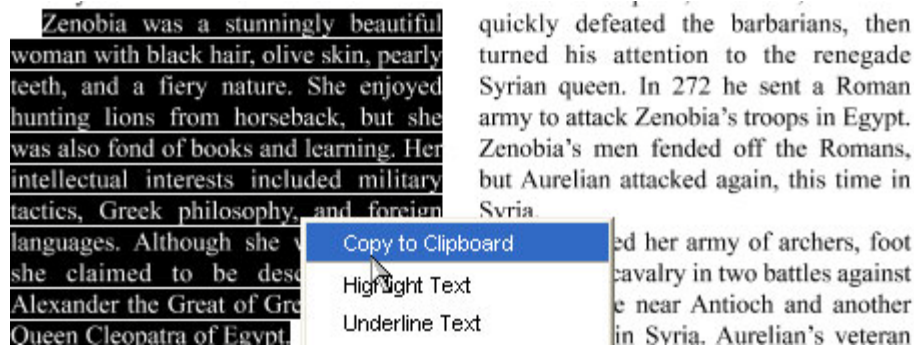 Zenobia was a stunningly beautiful
woman with black hair, olive skin, pearly
teeth, and a fiery nature. She enjoyed
hunting lions from horseback, but she
was also fond of books and learning. Her
intellectual interests included military
tactics, Greek philosophy, and foreign
languages. Although she
she claimed to be
Alexander the Great of
Queen Cleopatra of Egypt.
quickly defeated the barbarians, then
turned his attention to the renegade
Syrian queen. In 272 he sent a Roman
army to attack Zenobia's troops in Egypt.
Zenobia's men fended off the Romans,
but Aurelian attacked again, this time in
Syria.
her army of archers, foot
cavalry in two battles against
near Antioch and another
in Syria. Aurelian's veteran
Copy to Clipboard
Highlight Text
Underline Text